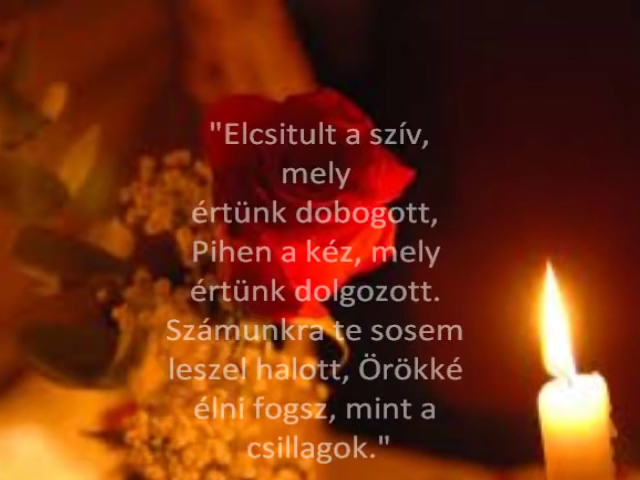 "Elcsitult a szív,
mely
értünk dobogott,
Pihen a kéz, mely
értünk dolgozott.
Számunkra te sosem
leszel halott, Örökké
élni fogsz, mint a
csillagok."